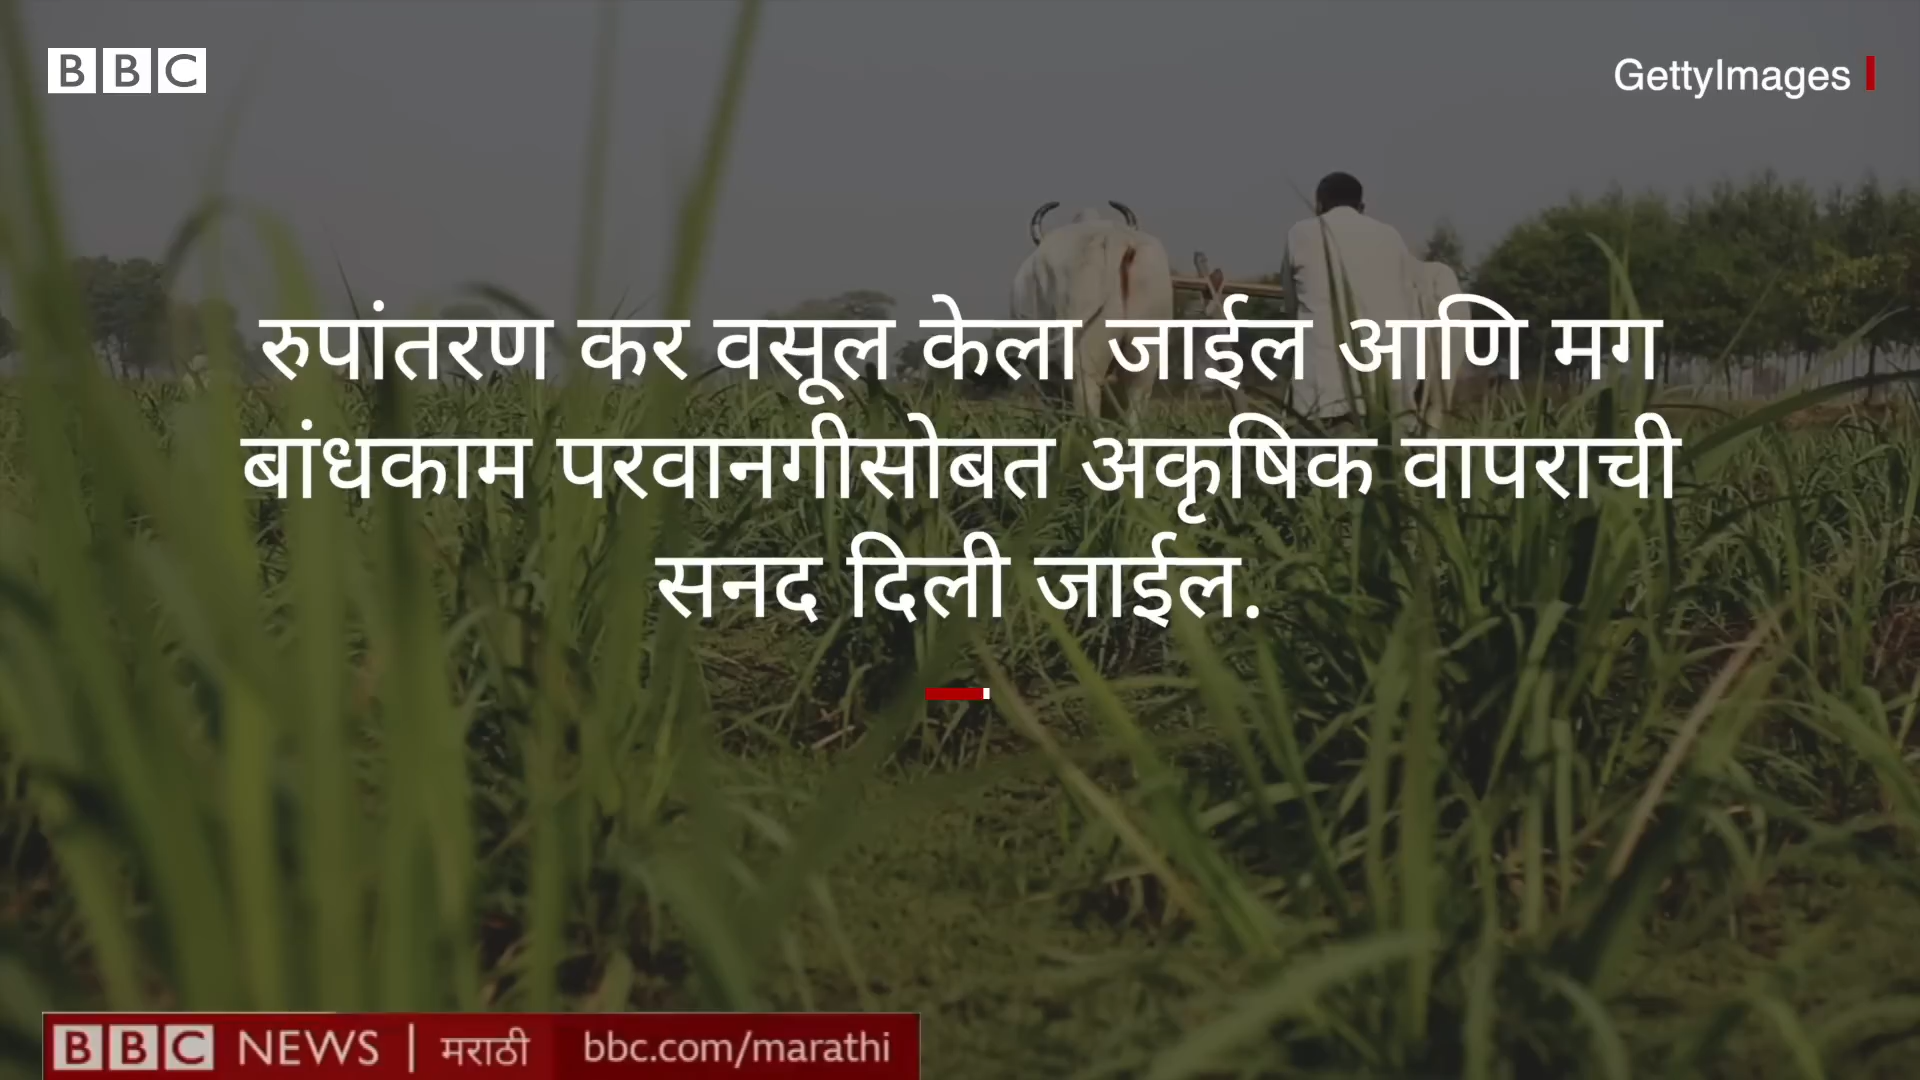 BBC
GettyImages
रुपांतरण कर वसूल केला जाईल आणि मग
बांधकाम परवानगीसोबत अकृषिक वापराची
सनद दिली जाईल.
BBC NEWS | मराठी bbc.com/marathi